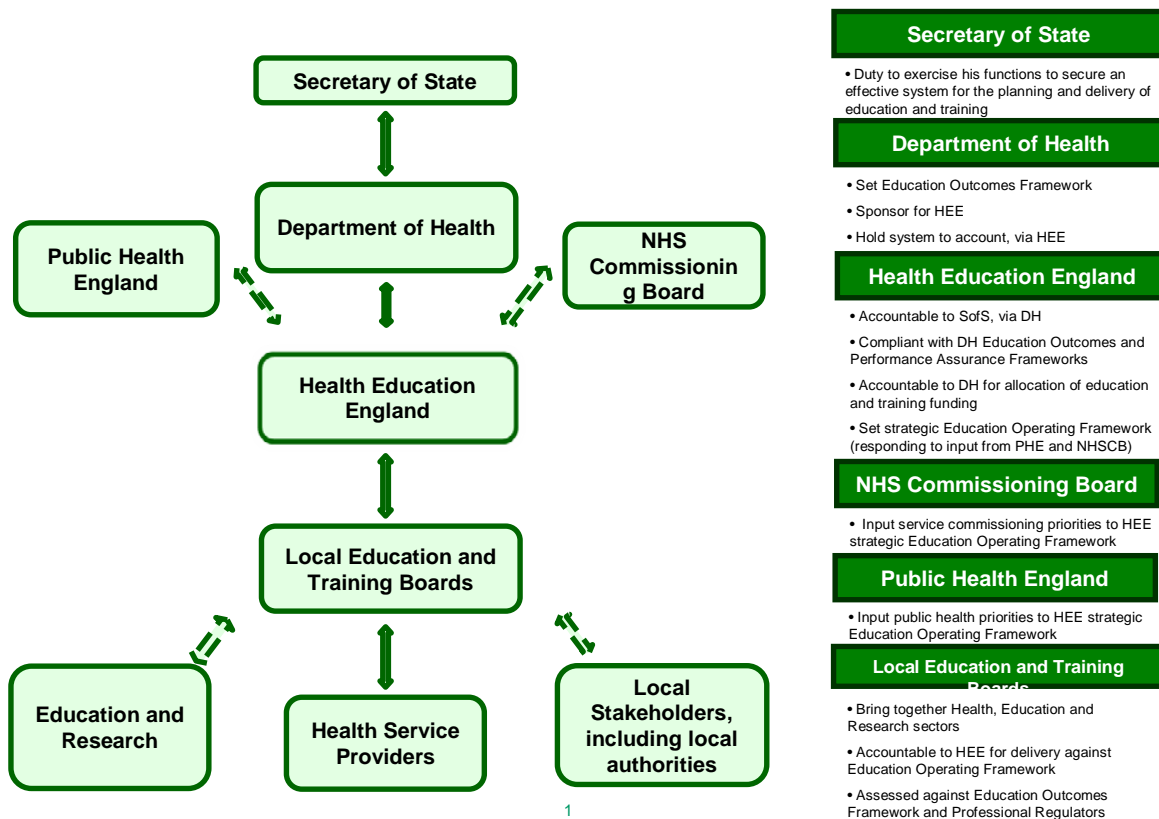 Secretary of State
Department of Health
Public Health
England
NHS
Commissionin
g Board
Health Education
England
Local Education and
Training Boards
Education and
Research
Health Service
Providers
Local
Stakeholders,
including local
authorities
1
Secretary of State
• Duty to exercise his functions to secure an
effective system for the planning and delivery of
education and training
Department of Health
• Set Education Outcomes Framework
• Sponsor for HEE
• Hold system to account, via HEE
Health Education England
• Accountable to SofS, via DH
• Compliant with DH Education Outcomes and
Performance Assurance Frameworks
• Accountable to DH for allocation of education
and training funding
• Set strategic Education Operating Framework
(responding to input from PHE and NHSCB)
NHS Commissioning Board
• Input service commissioning priorities to HEE
strategic Education Operating Framework
Public Health England
• Input public health priorities to HEE strategic
Education Operating Framework
Local Education and Training
Boards
• Bring together Health, Education and
Research sectors
• Accountable to HEE for delivery against
Education Operating Framework
• Assessed against Education Outcomes
Framework and Professional Regulators